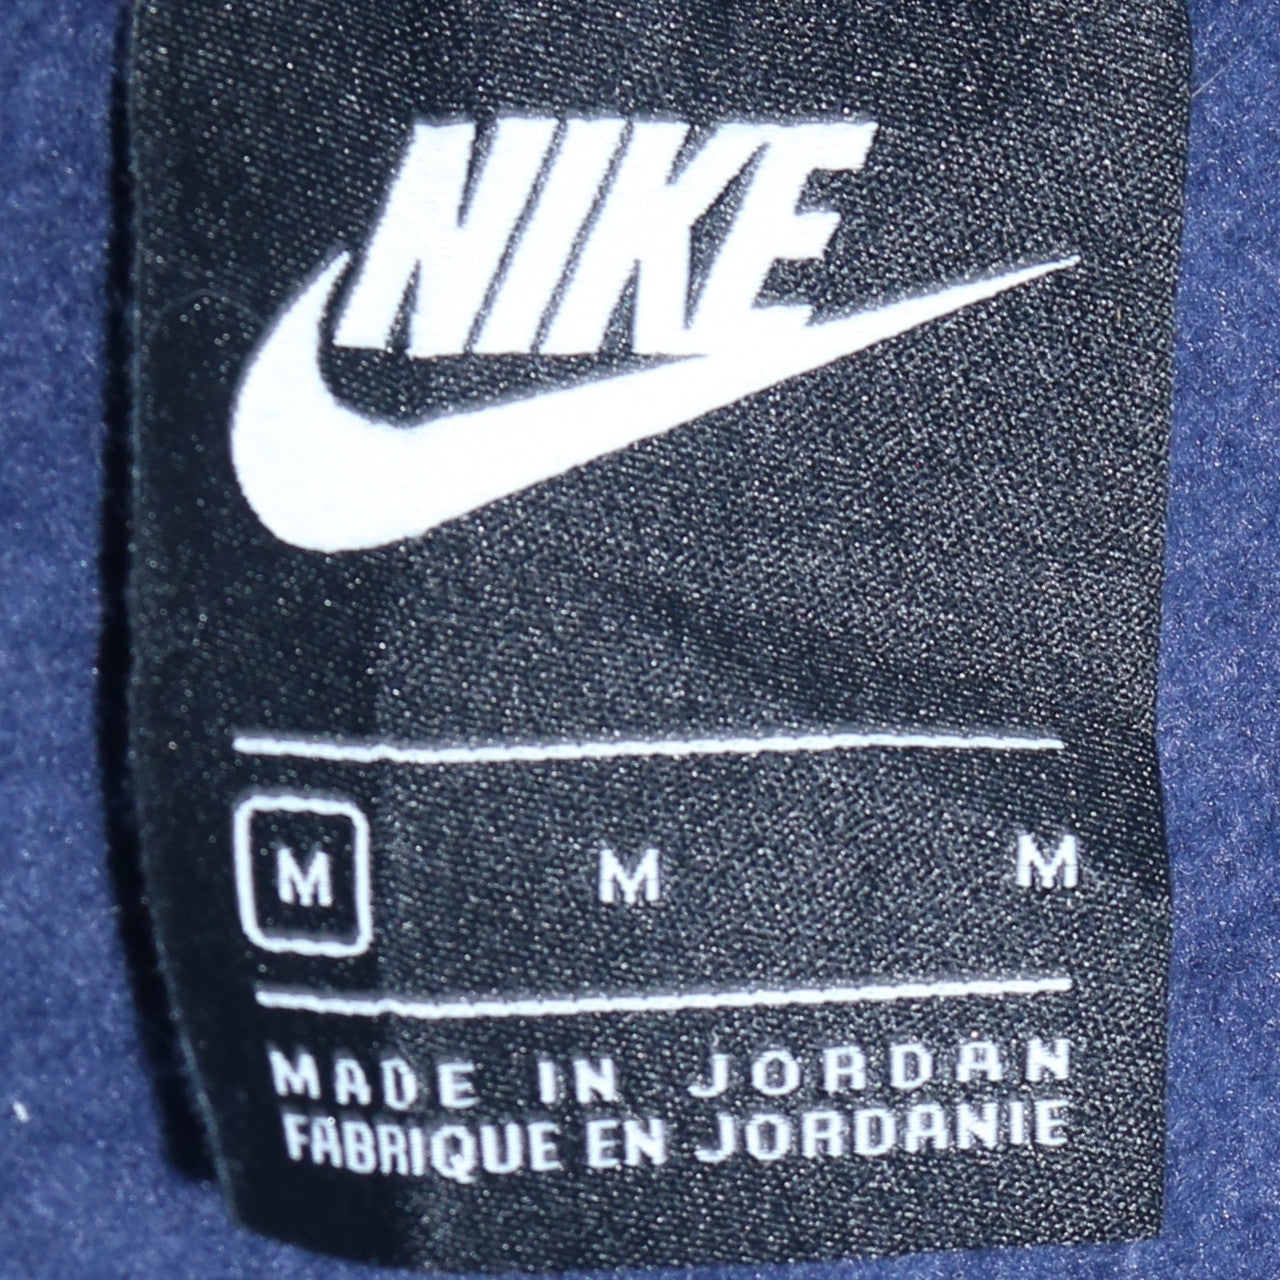 NIKE
M M M
MADE IN JORDAN
FABRIQUE EN JORDANIE